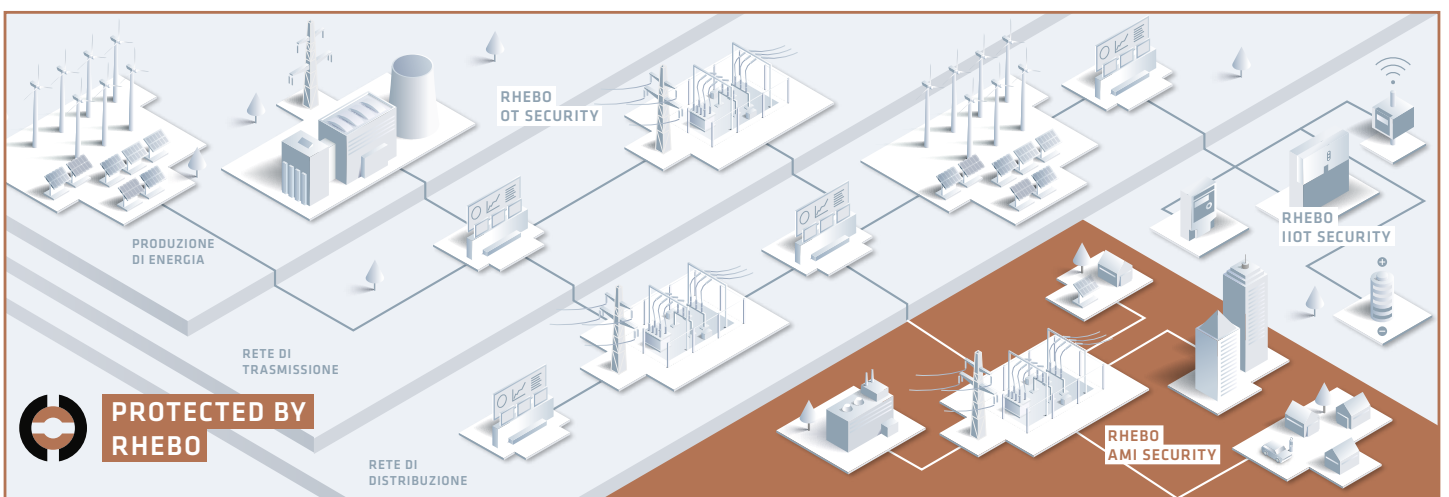 RHEBO
OT SECURITY
PRODUZIONE
DI ENERGIA
RHEBO
IIOT SECURITY
RETE DI
TRASMISSIONE
PROTECTED BY
RHEBO
RHEBO
AMI SECURITY
RETE DI
DISTRIBUZIONE